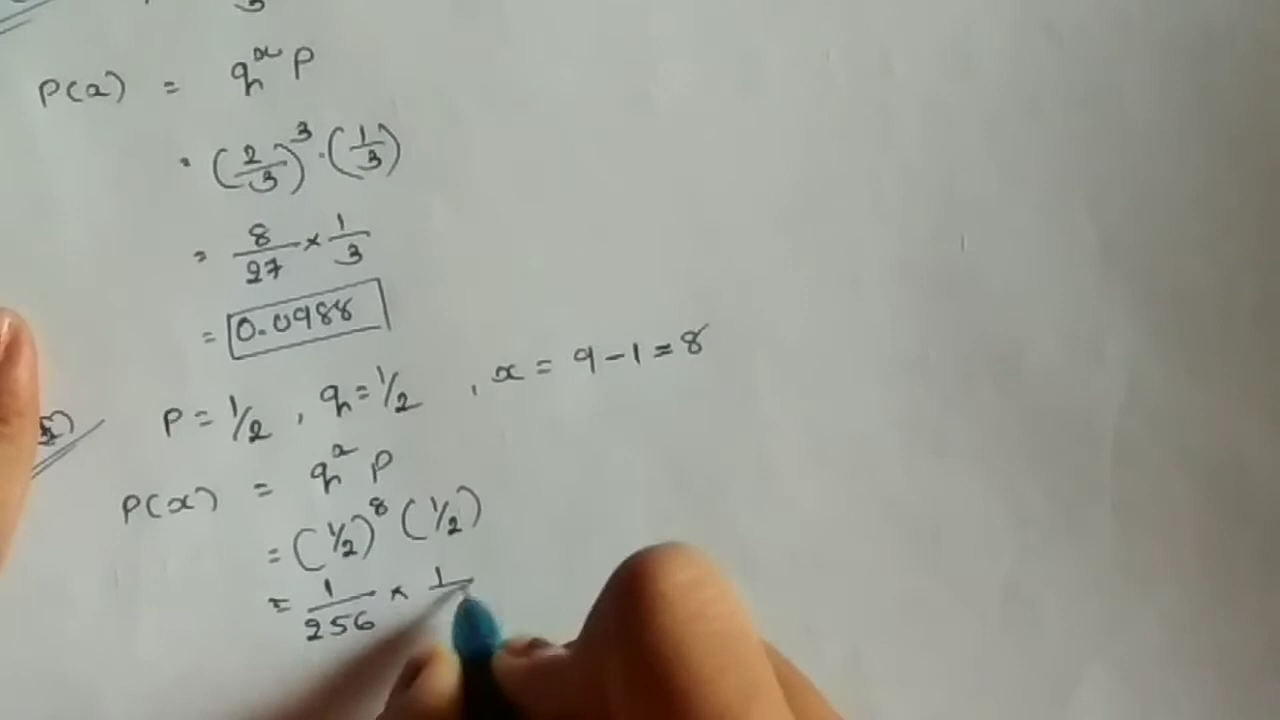 P(x) = q^x P
= (2/3)^3 · (1/3)
= 8/27 × 1/3
= 0.0988
5) P = 1/2 , q = 1/2 , x = 9 - 1 = 8
P(x) = q^x P
= (1/2)^8 (1/2)
= 1/256 × 1